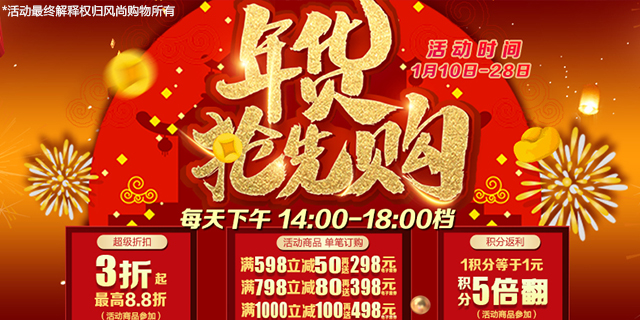 *活动最终解释权归风尚购物所有
年货
抢先购
活动时间
1月10日-28日
每天下午 14:00-18:00档
超级折扣
3折起
最高8.8折
(活动商品参加)
活动商品 单笔订购
满598立减50再送298元
满798立减80再送398元
满1000立减100再送498元
积分返利
1积分等于1元
积分5倍翻
(活动商品参加)